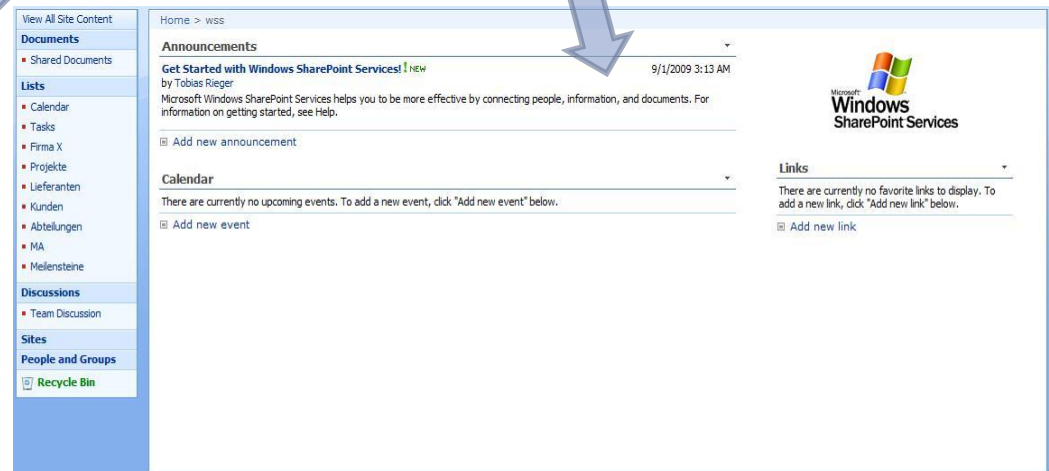 View All Site Content
Documents
Shared Documents
Lists
Calendar
Tasks
Firma X
Projekte
Lieferanten
Kunden
Abteilungen
MA
Meilensteine
Discussions
Team Discussion
Sites
People and Groups
Recycle Bin
Home > wss
Announcements
Get Started with Windows SharePoint Services! ! NEW 9/1/2009 3:13 AM
by Tobias Rieger
Microsoft Windows SharePoint Services helps you to be more effective by connecting people, information, and documents. For
information on getting started, see Help.
Add new announcement
Calendar
There are currently no upcoming events. To add a new event, click "Add new event" below.
Add new event
Microsoft
Windows
SharePoint Services
Links
There are currently no favorite links to display. To
add a new link, click "Add new link" below.
Add new link